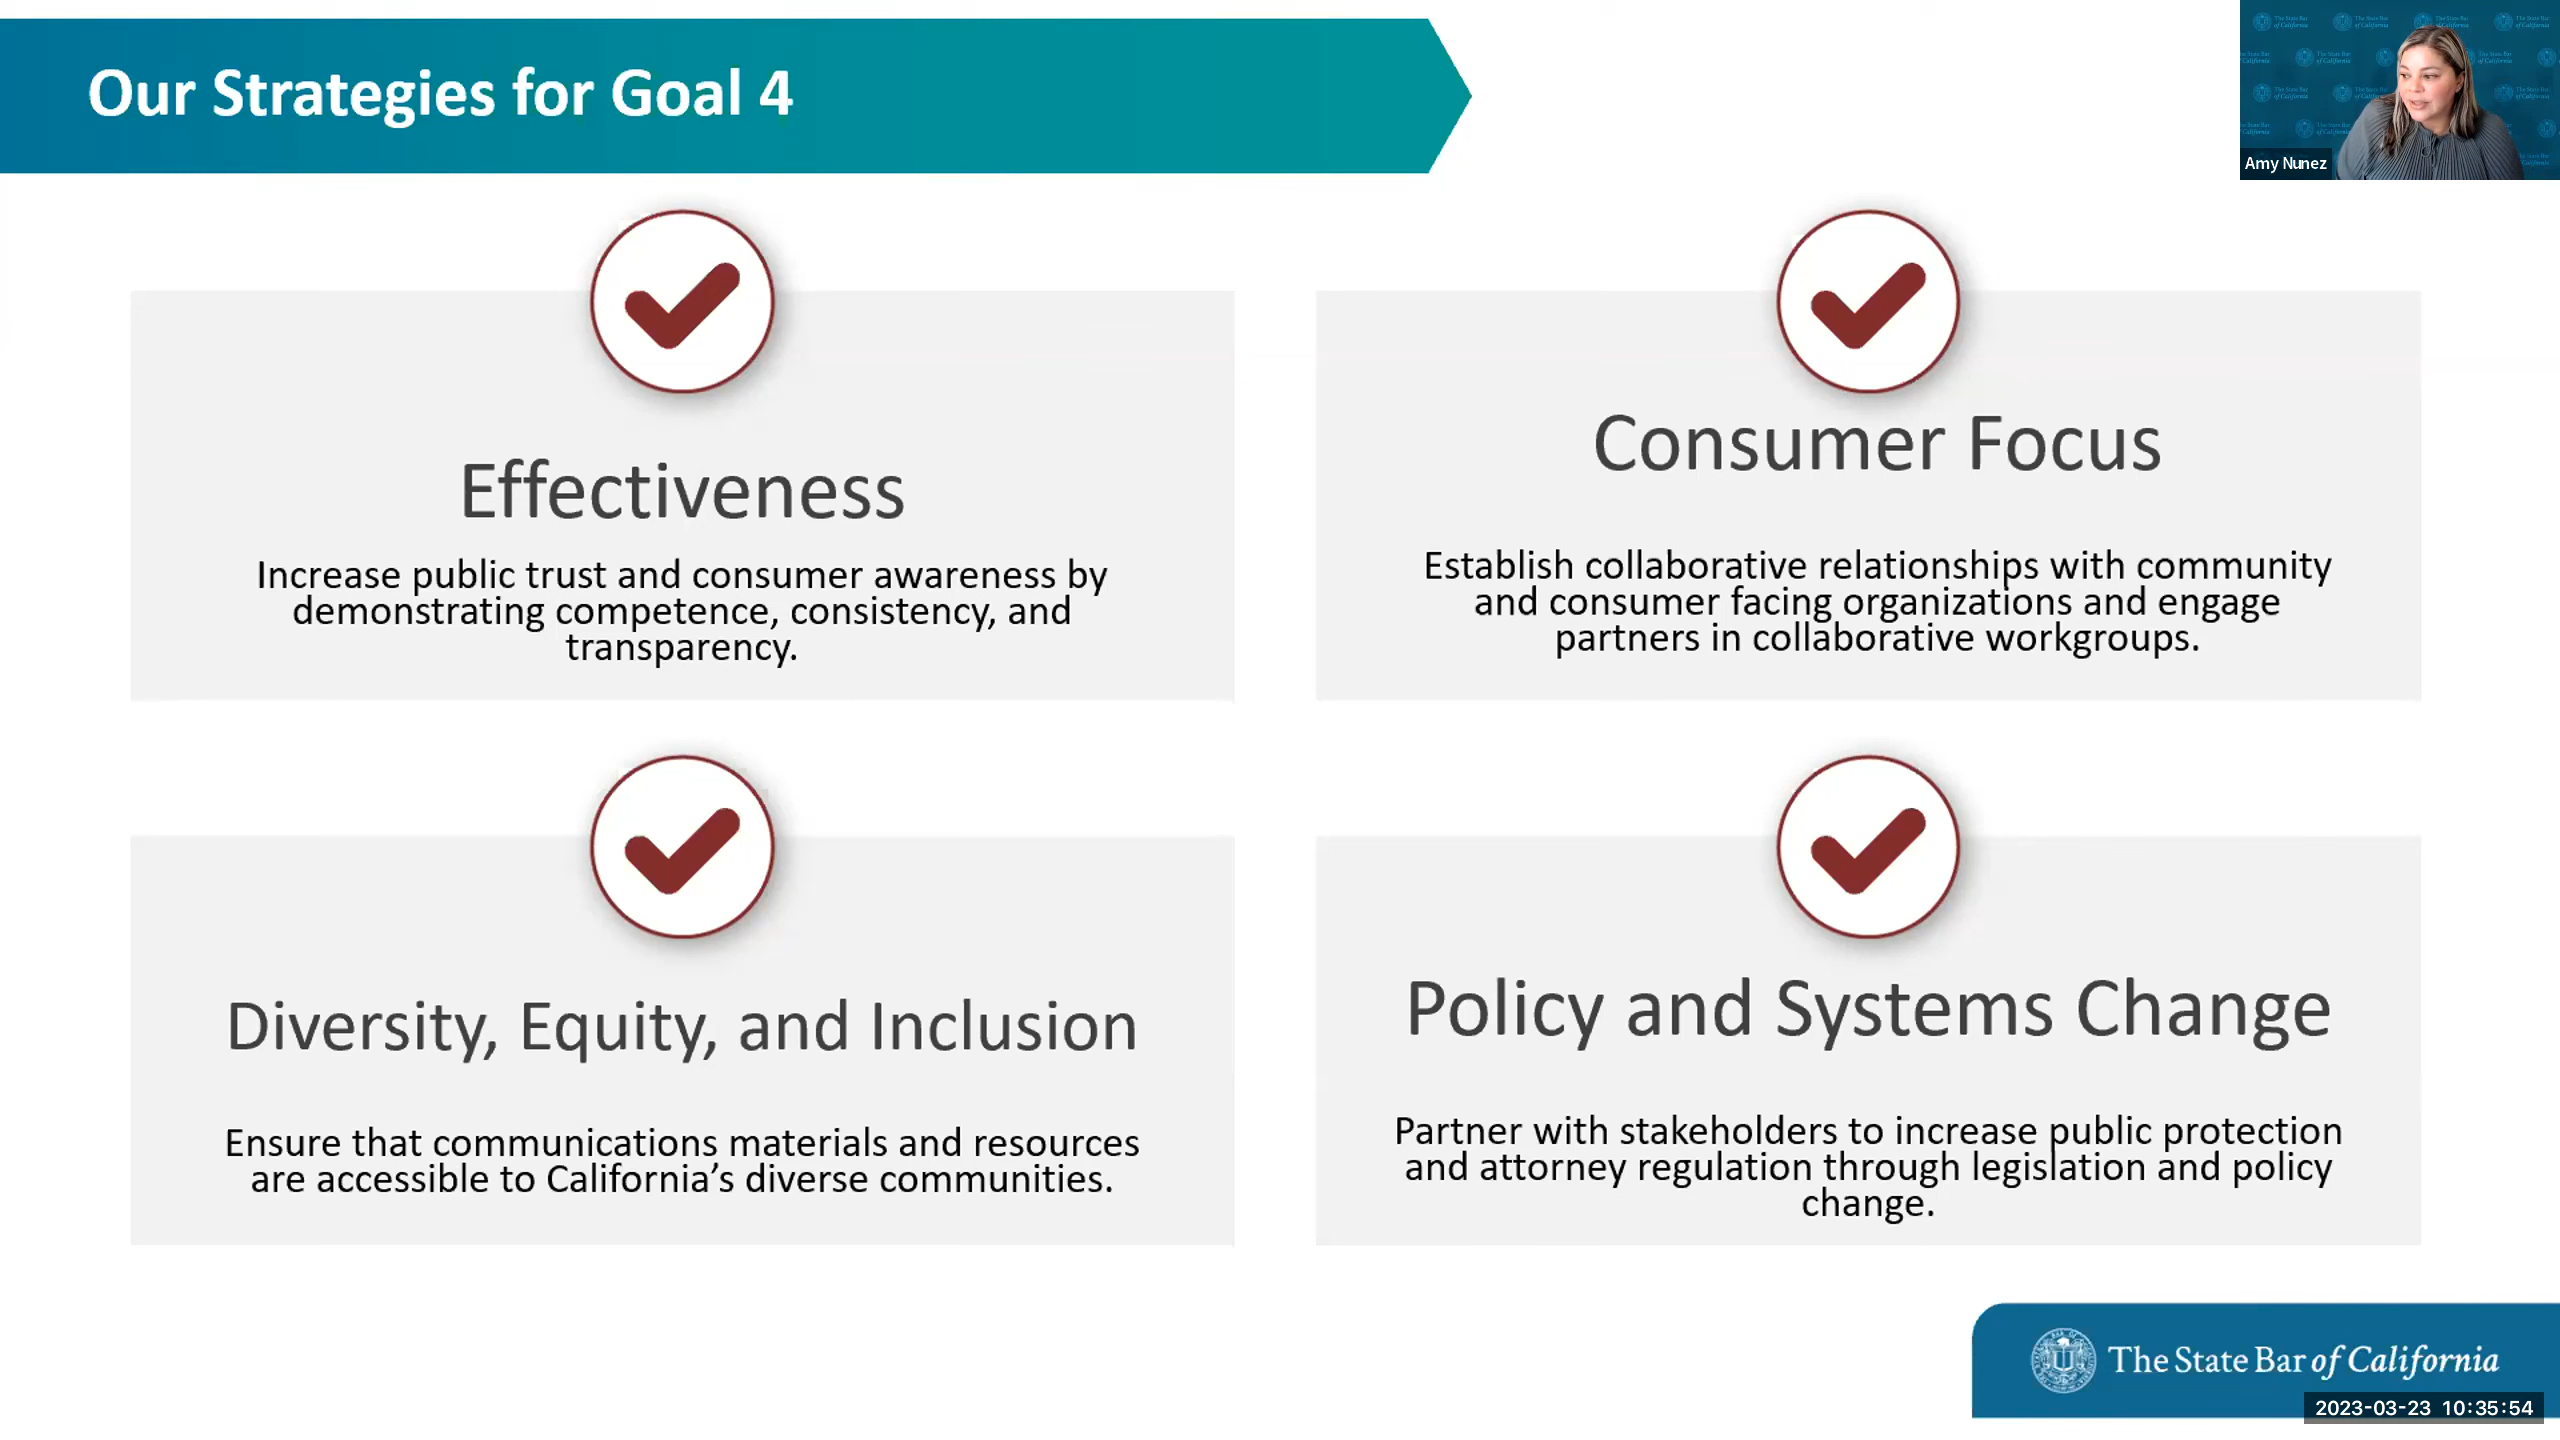 Our Strategies for Goal 4
Amy Nunez
Effectiveness
Increase public trust and consumer awareness by
demonstrating competence, consistency, and
transparency.
Consumer Focus
Establish collaborative relationships with community
and consumer facing organizations and engage
partners in collaborative workgroups.
Diversity, Equity, and Inclusion
Ensure that communications materials and resources
are accessible to California’s diverse communities.
Policy and Systems Change
Partner with stakeholders to increase public protection
and attorney regulation through legislation and policy
change.
The State Bar of California
2023-03-23 10:35:54